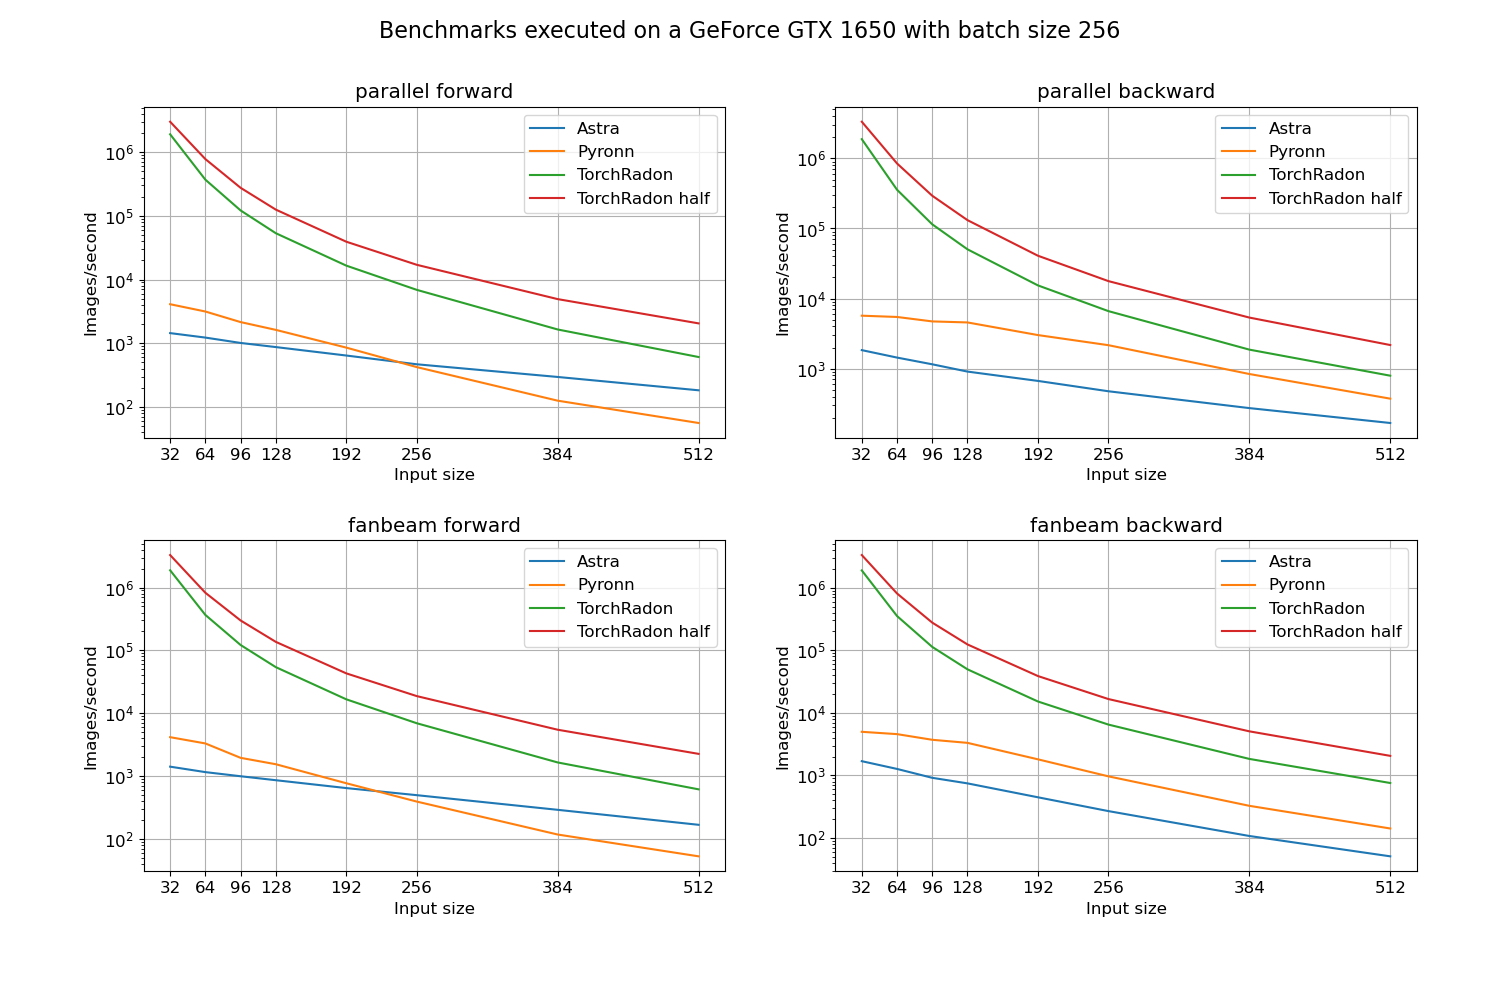 Benchmarks executed on a GeForce GTX 1650 with batch size 256
parallel forward
Images/second
10^6
10^5
10^4
10^3
10^2
Astra
Pyronn
TorchRadon
TorchRadon half
32 64 96 128 192 256 384 512
Input size
parallel backward
Images/second
10^6
10^5
10^4
10^3
Astra
Pyronn
TorchRadon
TorchRadon half
32 64 96 128 192 256 384 512
Input size
fanbeam forward
Images/second
10^6
10^5
10^4
10^3
10^2
Astra
Pyronn
TorchRadon
TorchRadon half
32 64 96 128 192 256 384 512
Input size
fanbeam backward
Images/second
10^6
10^5
10^4
10^3
10^2
Astra
Pyronn
TorchRadon
TorchRadon half
32 64 96 128 192 256 384 512
Input size